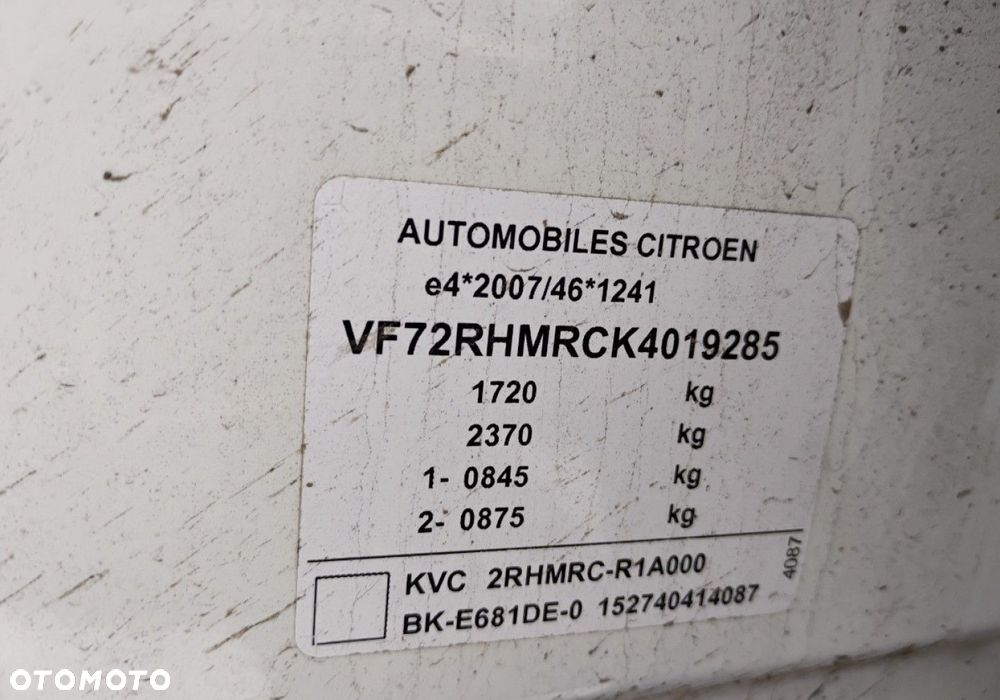 AUTOMOBILES CITROEN
e4*2007/46*1241
VF72RHMRCK4019285
1720 kg
2370 kg
1- 0845 kg
2- 0875 kg
KVC 2RHMRC-R1A000
BK-E681DE-0 152740414087
4087
OTOMOTO